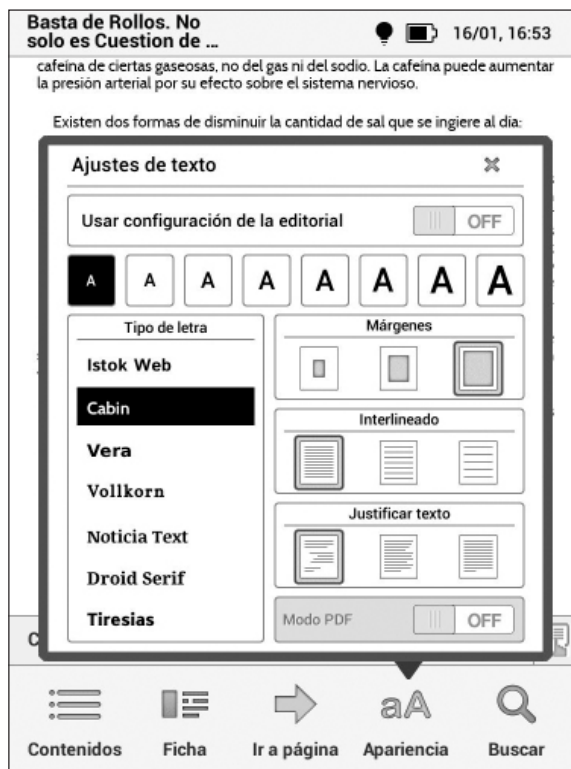 Basta de Rollos. No
solo es Cuestion de ...
16/01, 16:53
cafeína de ciertas gaseosas, no del gas ni del sodio. La cafeína puede aumentar
la presión arterial por su efecto sobre el sistema nervioso.
Existen dos formas de disminuir la cantidad de sal que se ingiere al día:
Ajustes de texto
Usar configuración de la editorial
OFF
A A A A A A A A
Tipo de letra
Istok Web
Cabin
Vera
Vollkorn
Noticia Text
Droid Serif
Tiresias
Márgenes
Interlineado
Justificar texto
Modo PDF
OFF
aA
Contenidos Ficha Ir a página Apariencia Buscar